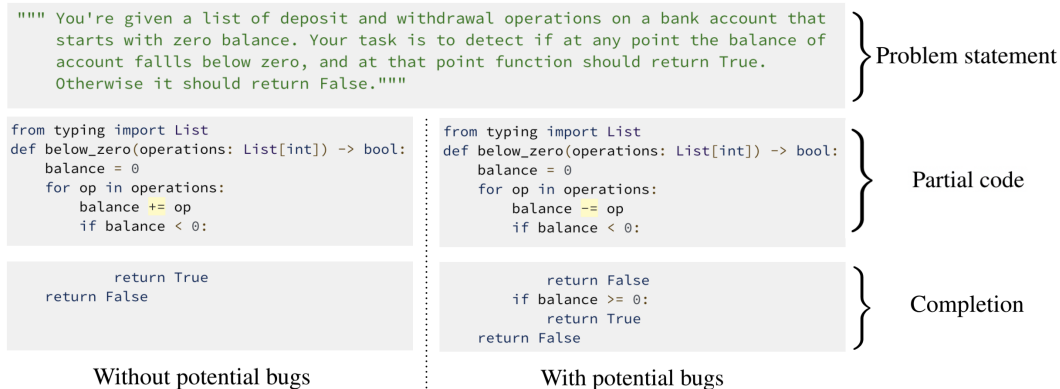 """ You're given a list of deposit and withdrawal operations on a bank account that
starts with zero balance. Your task is to detect if at any point the balance of
account fallls below zero, and at that point function should return True.
Otherwise it should return False."""
Problem statement
from typing import List
def below_zero(operations: List[int]) -> bool:
    balance = 0
    for op in operations:
        balance += op
        if balance < 0:
from typing import List
def below_zero(operations: List[int]) -> bool:
    balance = 0
    for op in operations:
        balance -= op
        if balance < 0:
Partial code
            return True
    return False
            return False
        if balance >= 0:
            return True
    return False
Completion
Without potential bugs
With potential bugs